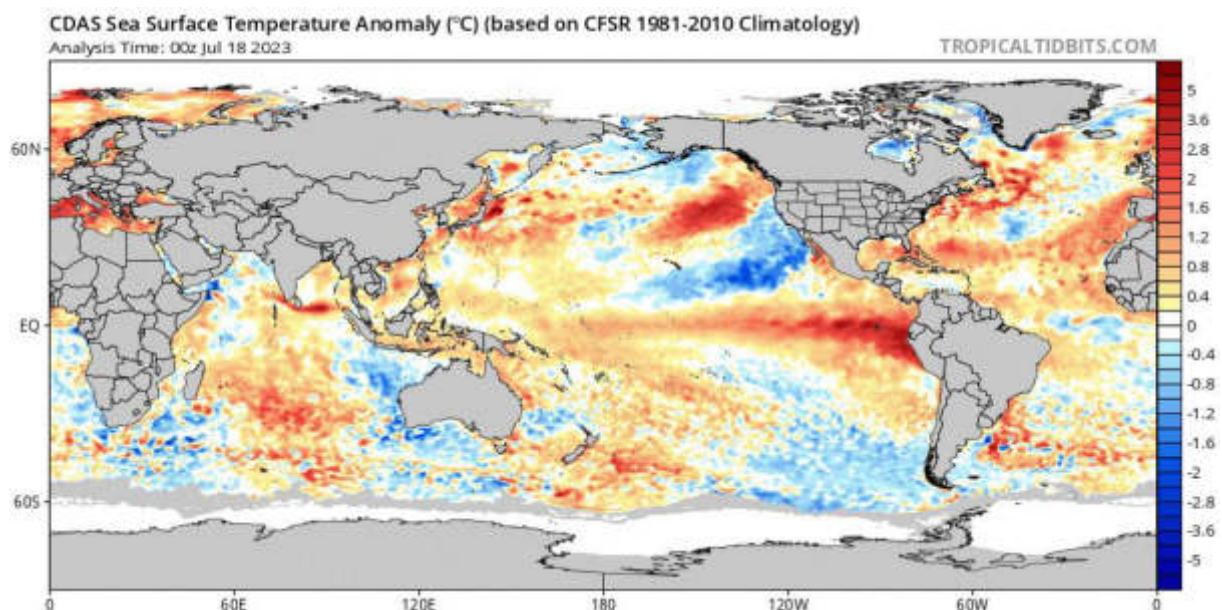 CDAS Sea Surface Temperature Anomaly (°C) (based on CFSR 1981-2010 Climatology)
Analysis Time: 00z Jul 18 2023
TROPICALTIDBITS.COM
5
3.6
2.8
2
1.6
1.2
0.8
0.4
0
-0.4
-0.8
-1.2
-1.6
-2
-2.8
-3.6
-5
60N
EQ
60S
0
60E
120E
180
120W
60W
0